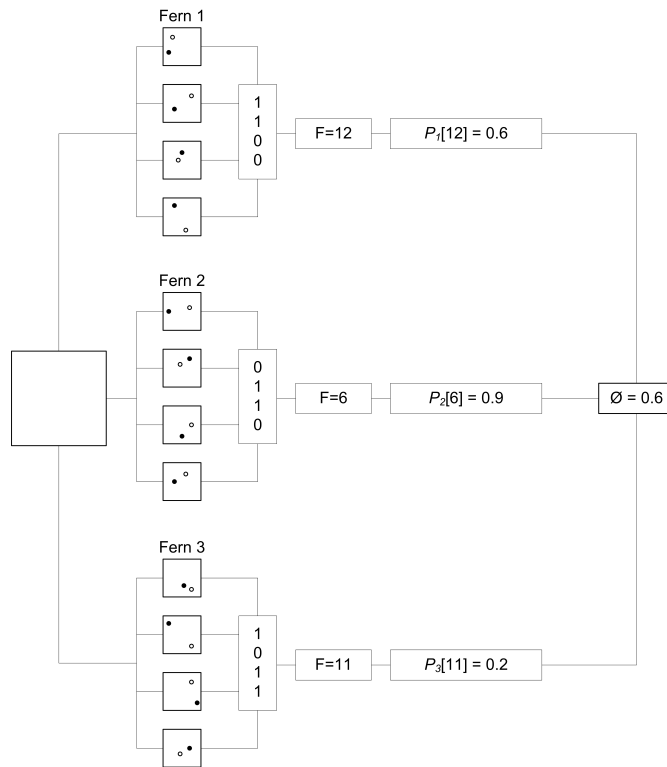 Fern 1
1
1
0
0
F=12
P1[12] = 0.6
Fern 2
0
1
1
0
F=6
P2[6] = 0.9
Ø = 0.6
Fern 3
1
0
1
1
F=11
P3[11] = 0.2